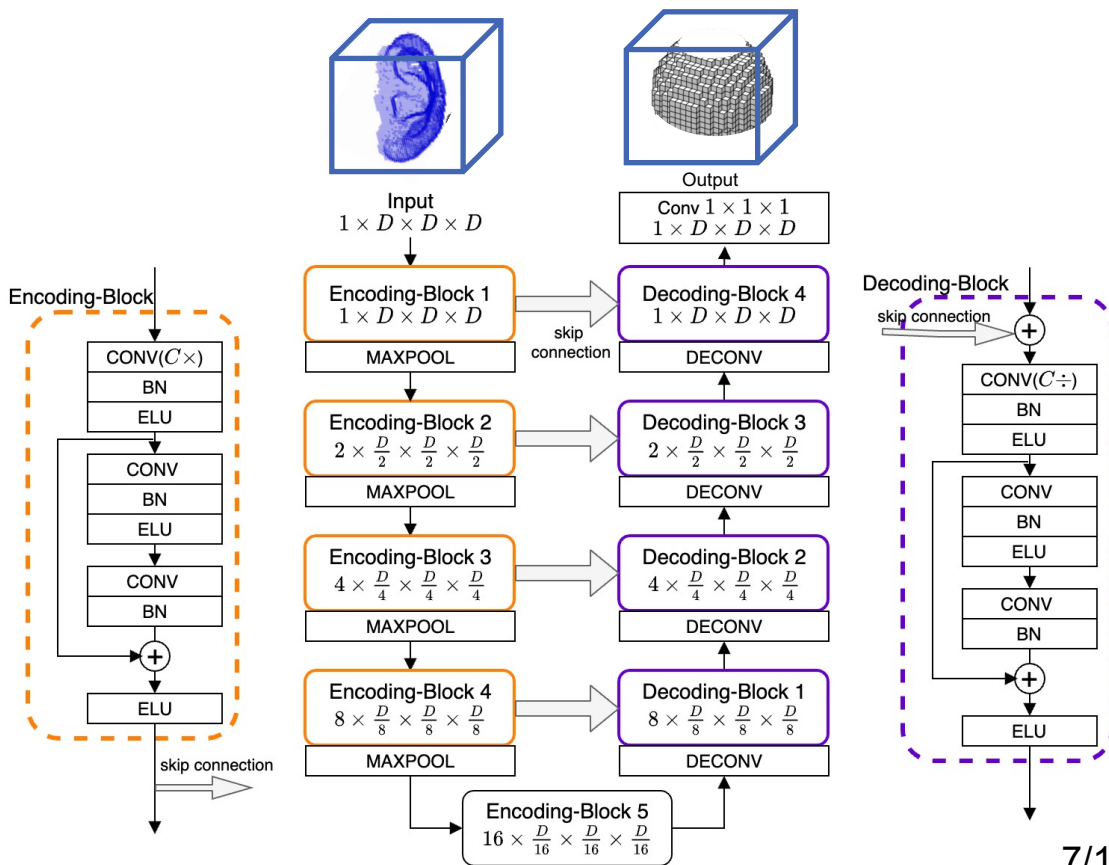 Input
1 × D × D × D
Output
Conv 1 × 1 × 1
1 × D × D × D
Encoding-Block
CONV(C×)
BN
ELU
CONV
BN
ELU
CONV
BN
+
ELU
skip connection
Encoding-Block 1
1 × D × D × D
MAXPOOL
Encoding-Block 2
2 × D/2 × D/2 × D/2
MAXPOOL
Encoding-Block 3
4 × D/4 × D/4 × D/4
MAXPOOL
Encoding-Block 4
8 × D/8 × D/8 × D/8
MAXPOOL
Encoding-Block 5
16 × D/16 × D/16 × D/16
skip
connection
Decoding-Block 4
1 × D × D × D
DECONV
Decoding-Block 3
2 × D/2 × D/2 × D/2
DECONV
Decoding-Block 2
4 × D/4 × D/4 × D/4
DECONV
Decoding-Block 1
8 × D/8 × D/8 × D/8
DECONV
Decoding-Block
skip connection
+
CONV(C÷)
BN
ELU
CONV
BN
ELU
CONV
BN
+
ELU
7/1